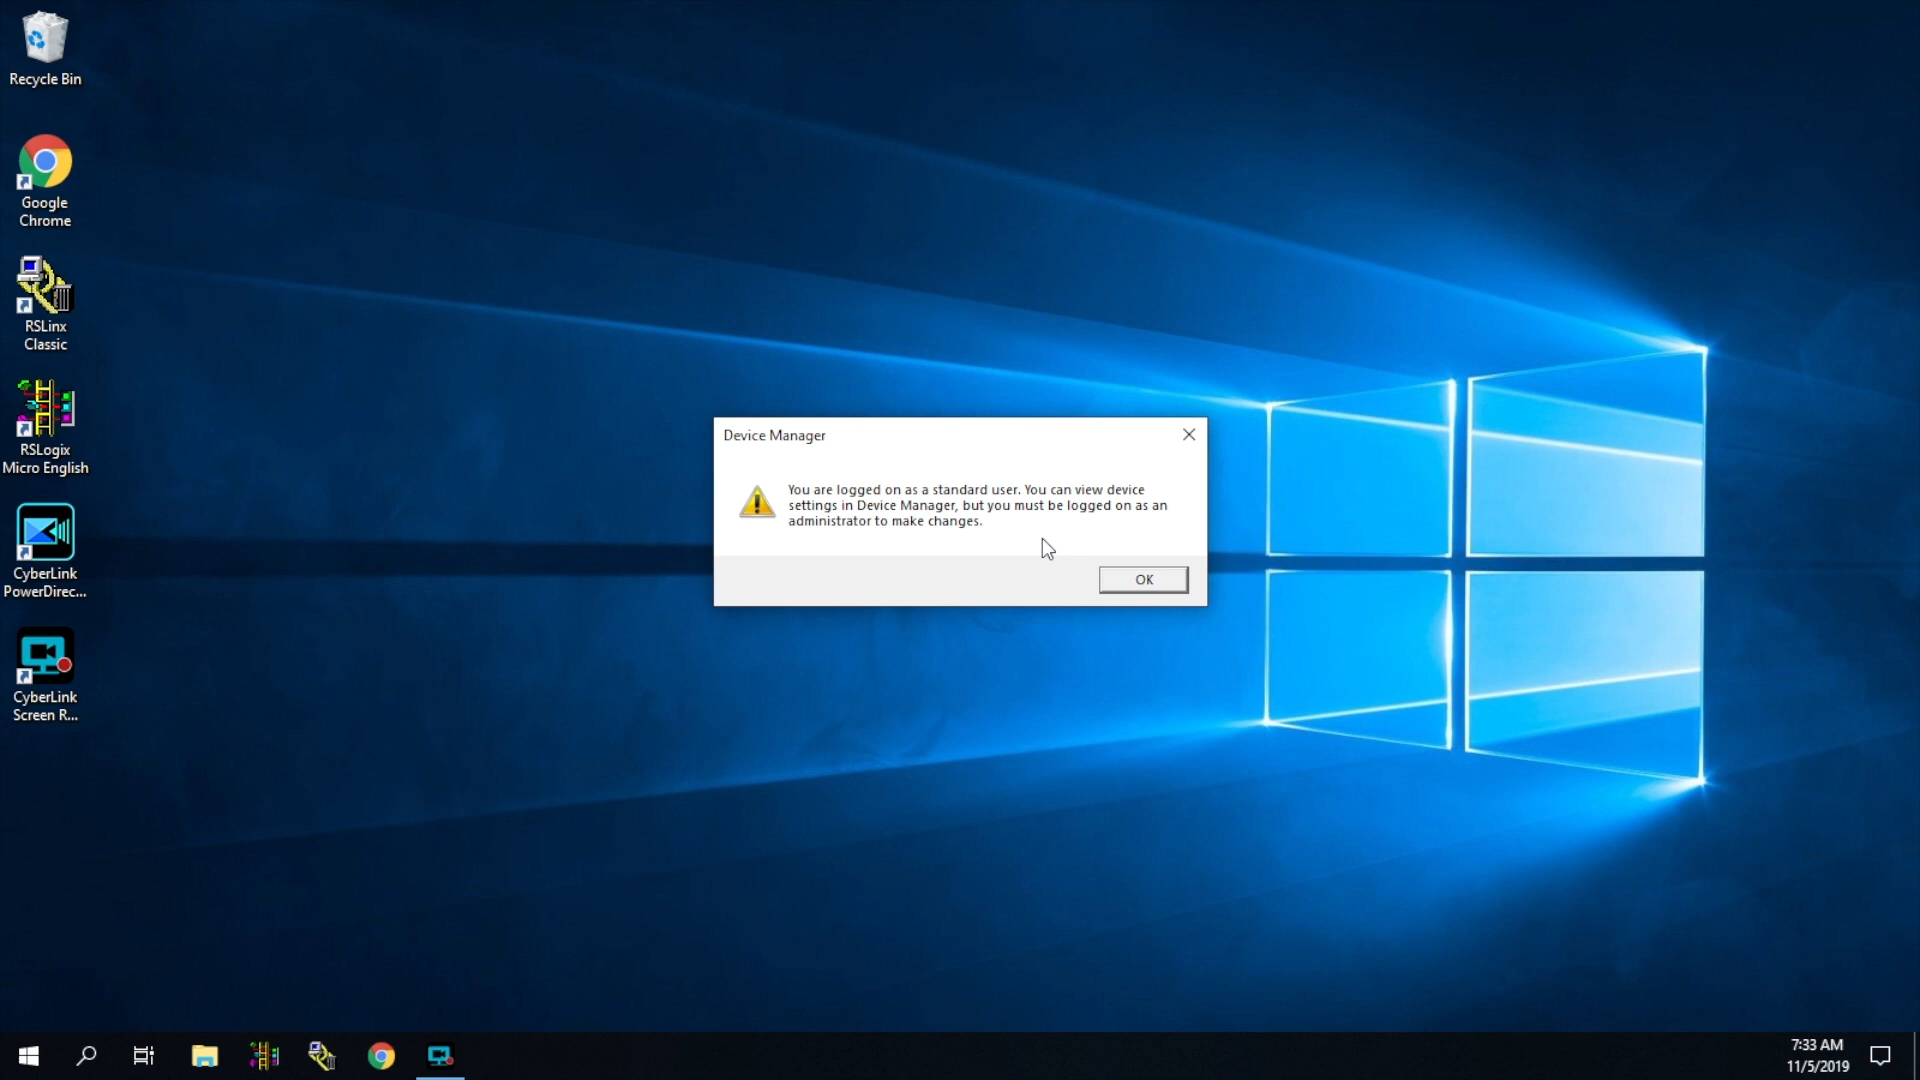 Recycle Bin
Google
Chrome
RSLinx
Classic
RSLogix
Micro English
CyberLink
PowerDirec...
CyberLink
Screen R...
Device Manager
You are logged on as a standard user. You can view device
settings in Device Manager, but you must be logged on as an
administrator to make changes.
OK
7:33 AM
11/5/2019